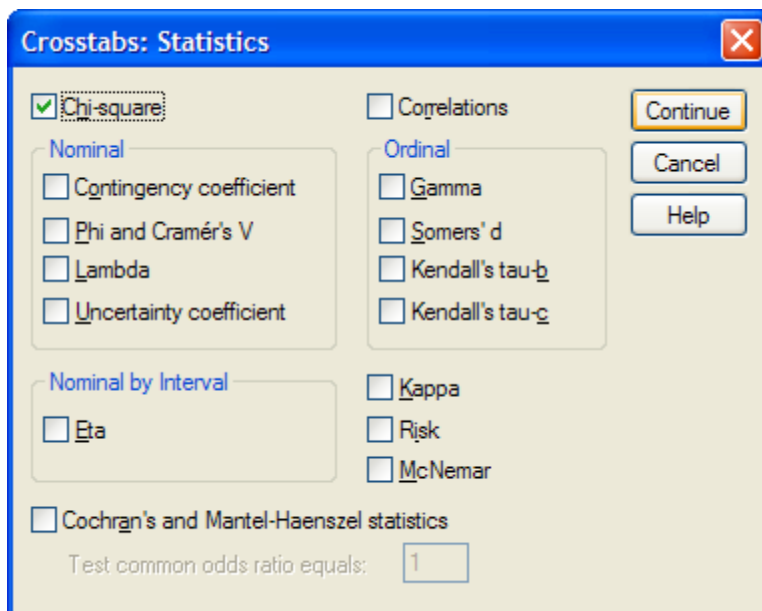 Crosstabs: Statistics
Chi-square
Correlations
Continue
Nominal
Ordinal
Cancel
Contingency coefficient
Gamma
Help
Phi and Cramér's V
Somers' d
Lambda
Kendall's tau-b
Uncertainty coefficient
Kendall's tau-c
Nominal by Interval
Kappa
Eta
Risk
McNemar
Cochran's and Mantel-Haenszel statistics
Test common odds ratio equals: 1